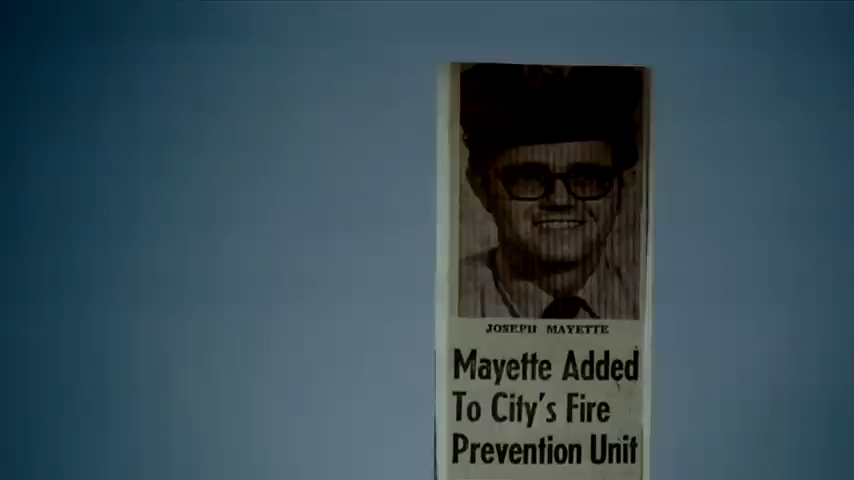 JOSEPH MAYETTE
Mayette Added
To City's Fire
Prevention Unit